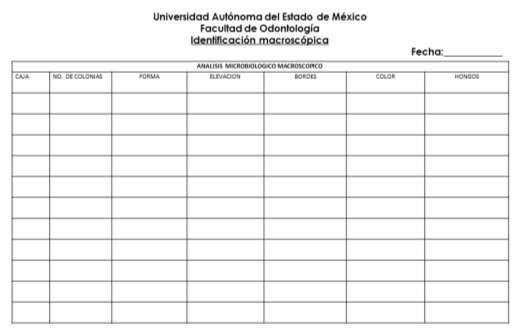 Universidad Autónoma del Estado de México
Facultad de Odontología
Identificación macroscópica
Fecha:___________
ANALISIS MICROBIOLOGICO MACROSCOPICO
CAJA NO. DE COLONIAS FORMA ELEVACION BORDES COLOR HONGOS